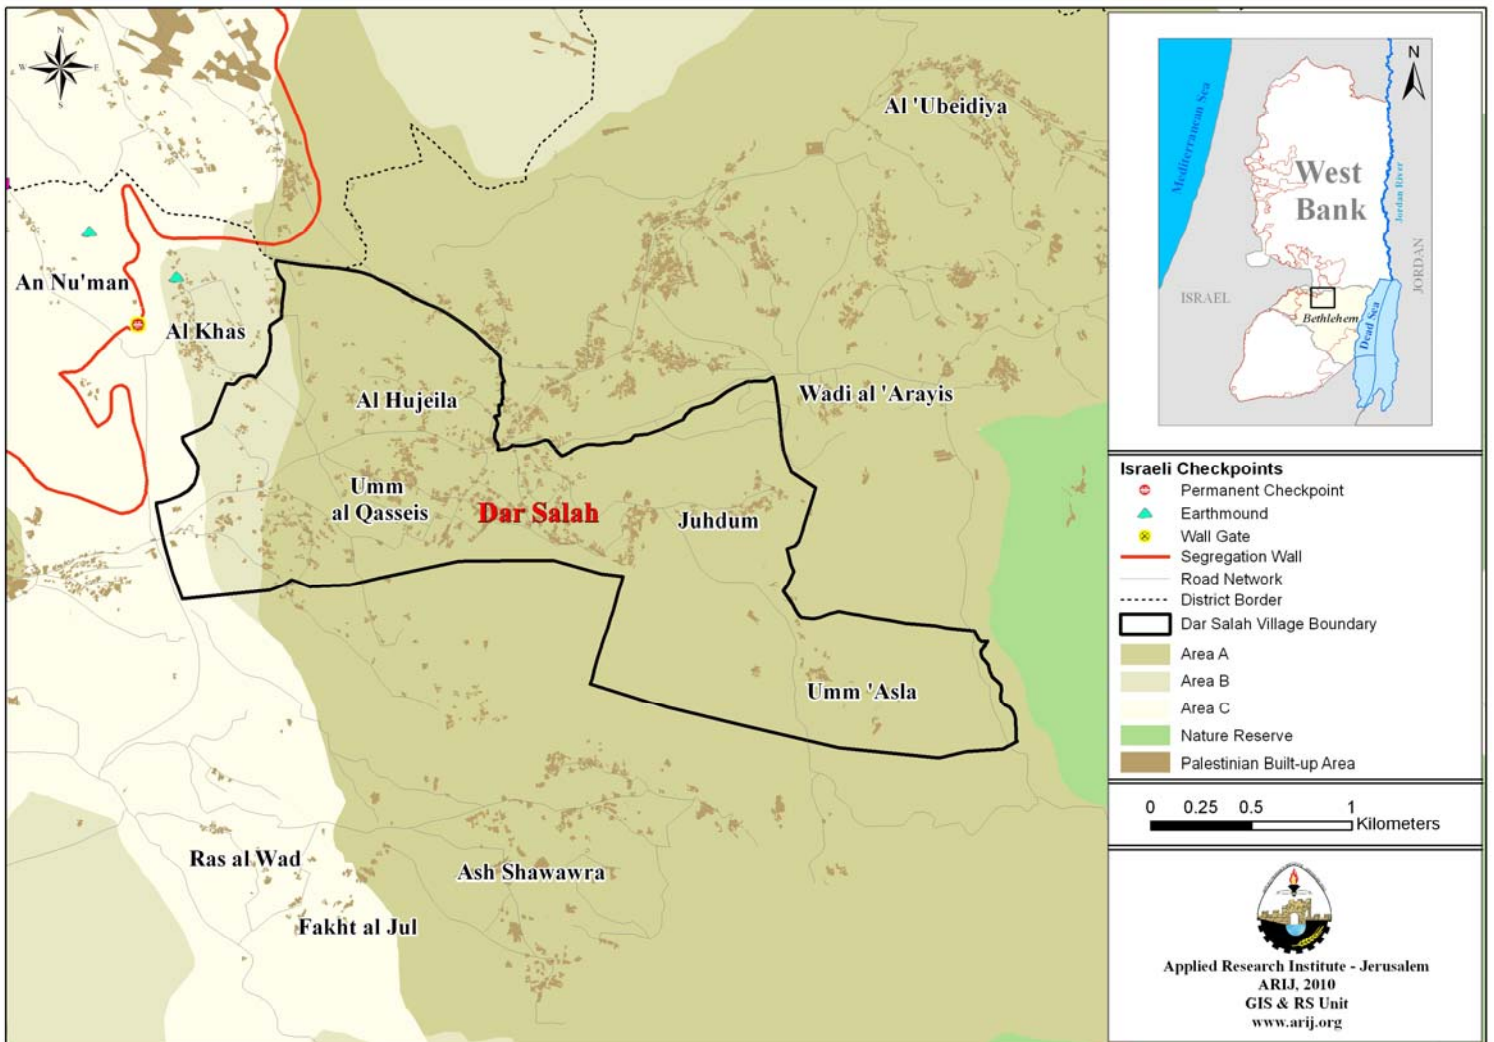 N
W
E
S
Al 'Ubeidiya
An Nu'man
Al Khas
Al Hujeila
Wadi al 'Arayis
Umm
al Qasseis
Dar Salah
Juhdum
Umm 'Asla
Ras al Wad
Ash Shawawra
Fakht al Jul
N
Mediterranean Sea
West
Bank
Jordan River
JORDAN
ISRAEL
Bethlehem
Dead Sea
Israeli Checkpoints
Permanent Checkpoint
Earthmound
Wall Gate
Segregation Wall
Road Network
District Border
Dar Salah Village Boundary
Area A
Area B
Area C
Nature Reserve
Palestinian Built-up Area
0 0.25 0.5 1
Kilometers
Applied Research Institute - Jerusalem
ARIJ, 2010
GIS & RS Unit
www.arij.org